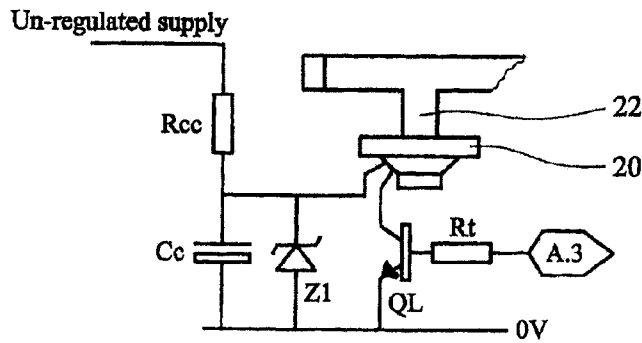 Un-regulated supply
Rcc
22
20
Cc
Z1
QL
Rt
A.3
0V